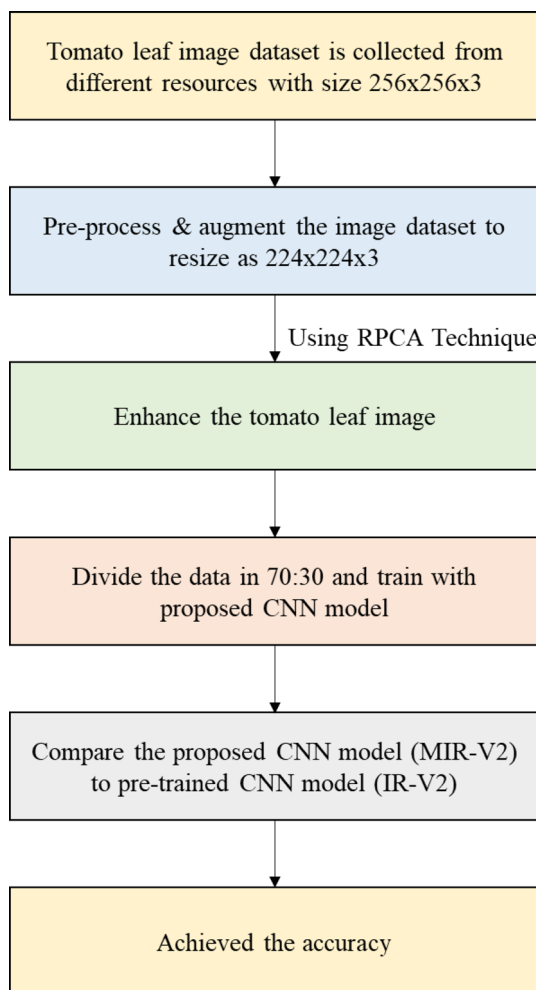 Tomato leaf image dataset is collected from
different resources with size 256x256x3
Pre-process & augment the image dataset to
resize as 224x224x3
Using RPCA Technique
Enhance the tomato leaf image
Divide the data in 70:30 and train with
proposed CNN model
Compare the proposed CNN model (MIR-V2)
to pre-trained CNN model (IR-V2)
Achieved the accuracy